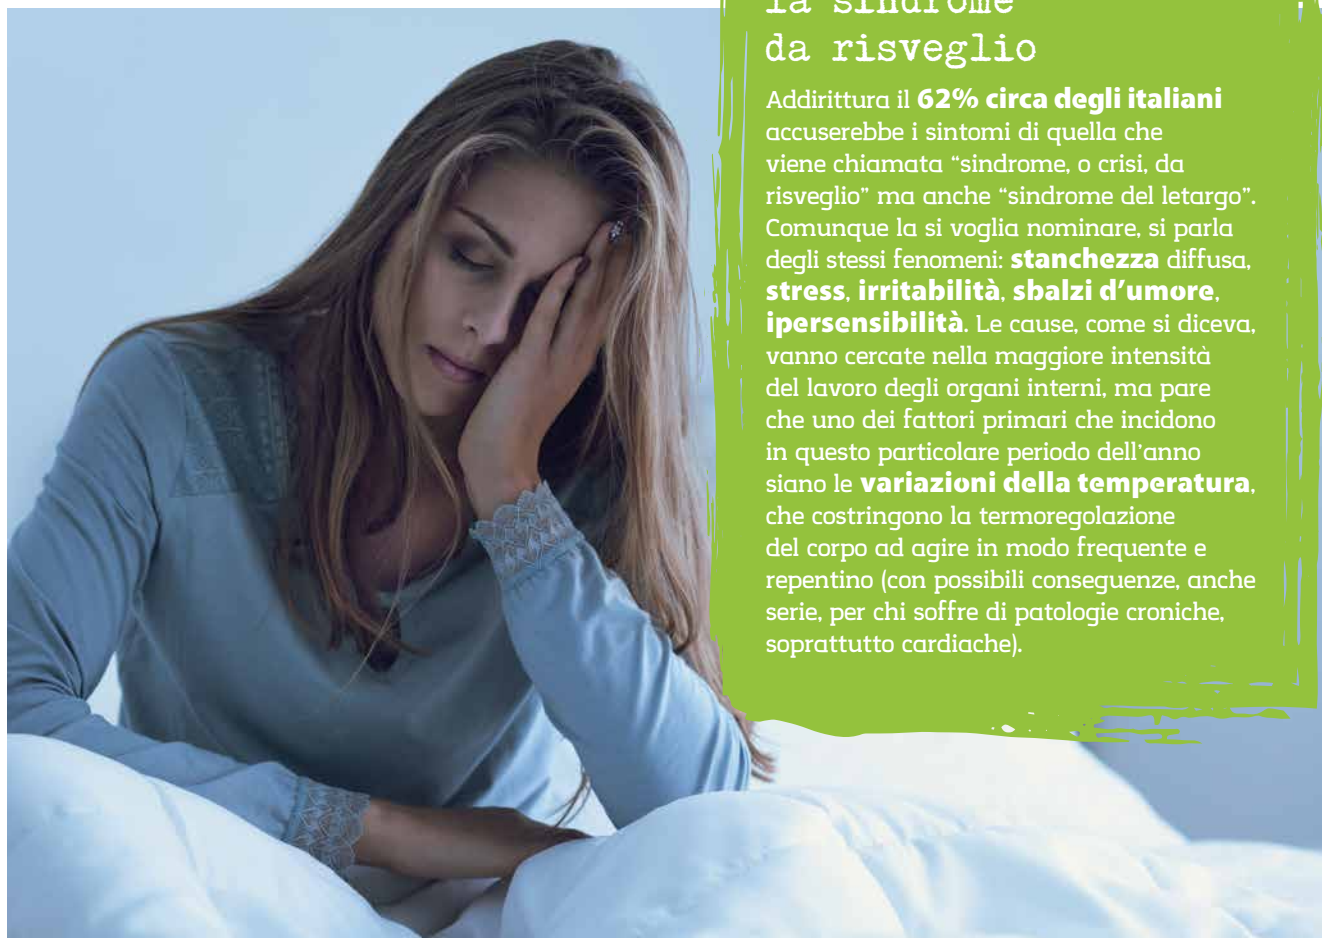 la sindrome
da risveglio
Addirittura il 62% circa degli italiani
accuserebbe i sintomi di quella che
viene chiamata “sindrome, o crisi, da
risveglio” ma anche “sindrome del letargo”.
Comunque la si voglia nominare, si parla
degli stessi fenomeni: stanchezza diffusa,
stress, irritabilità, sbalzi d’umore,
ipersensibilità. Le cause, come si diceva,
vanno cercate nella maggiore intensità
del lavoro degli organi interni, ma pare
che uno dei fattori primari che incidono
in questo particolare periodo dell’anno
siano le variazioni della temperatura,
che costringono la termoregolazione
del corpo ad agire in modo frequente e
repentino (con possibili conseguenze, anche
serie, per chi soffre di patologie croniche,
soprattutto cardiache).